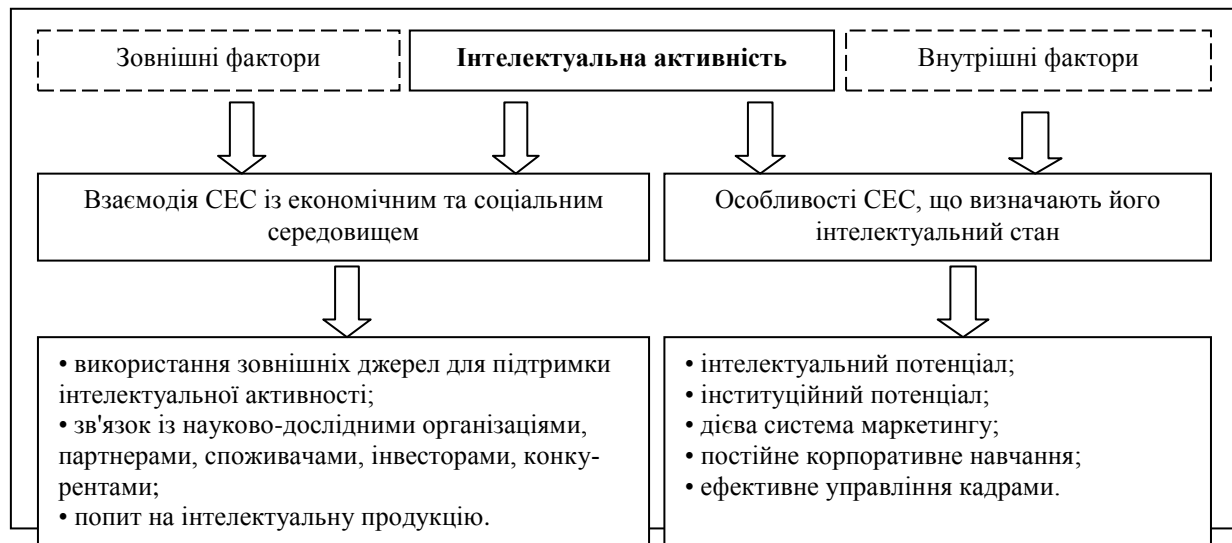 Зовнішні фактори
Інтелектуальна активність
Внутрішні фактори
Взаємодія СЕС із економічним та соціальним
середовищем
Особливості СЕС, що визначають його
інтелектуальний стан
• використання зовнішніх джерел для підтримки
інтелектуальної активності;
• зв'язок із науково-дослідними організаціями,
партнерами, споживачами, інвесторами, конку-
рентами;
• попит на інтелектуальну продукцію.
• інтелектуальний потенціал;
• інституційний потенціал;
• дієва система маркетингу;
• постійне корпоративне навчання;
• ефективне управління кадрами.